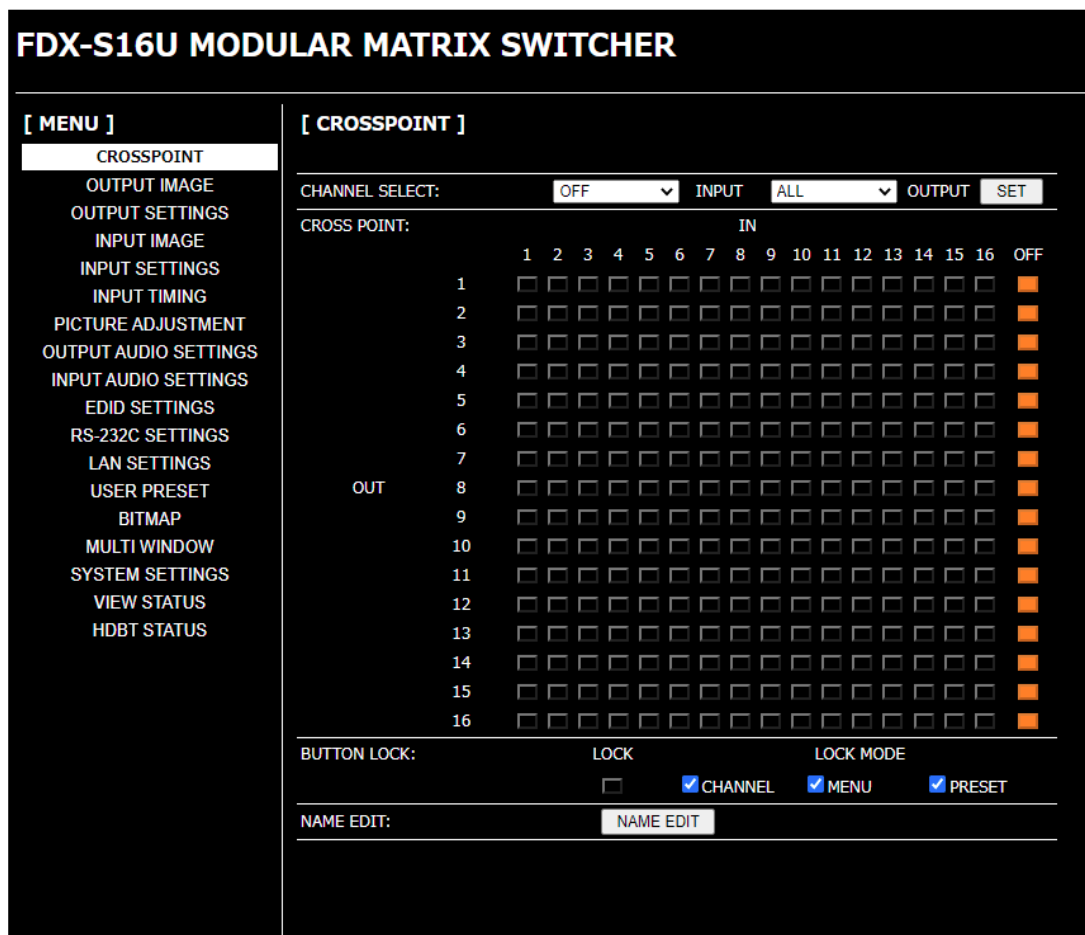 FDX-S16U MODULAR MATRIX SWITCHER
[ MENU ]
CROSSPOINT
OUTPUT IMAGE
OUTPUT SETTINGS
INPUT IMAGE
INPUT SETTINGS
INPUT TIMING
PICTURE ADJUSTMENT
OUTPUT AUDIO SETTINGS
INPUT AUDIO SETTINGS
EDID SETTINGS
RS-232C SETTINGS
LAN SETTINGS
USER PRESET
BITMAP
MULTI WINDOW
SYSTEM SETTINGS
VIEW STATUS
HDBT STATUS
[ CROSSPOINT ]
CHANNEL SELECT: OFF INPUT ALL OUTPUT SET
CROSS POINT: IN
1 2 3 4 5 6 7 8 9 10 11 12 13 14 15 16 OFF
1
2
3
4
5
6
7
OUT 8
9
10
11
12
13
14
15
16
BUTTON LOCK: LOCK LOCK MODE
CHANNEL MENU PRESET
NAME EDIT: NAME EDIT